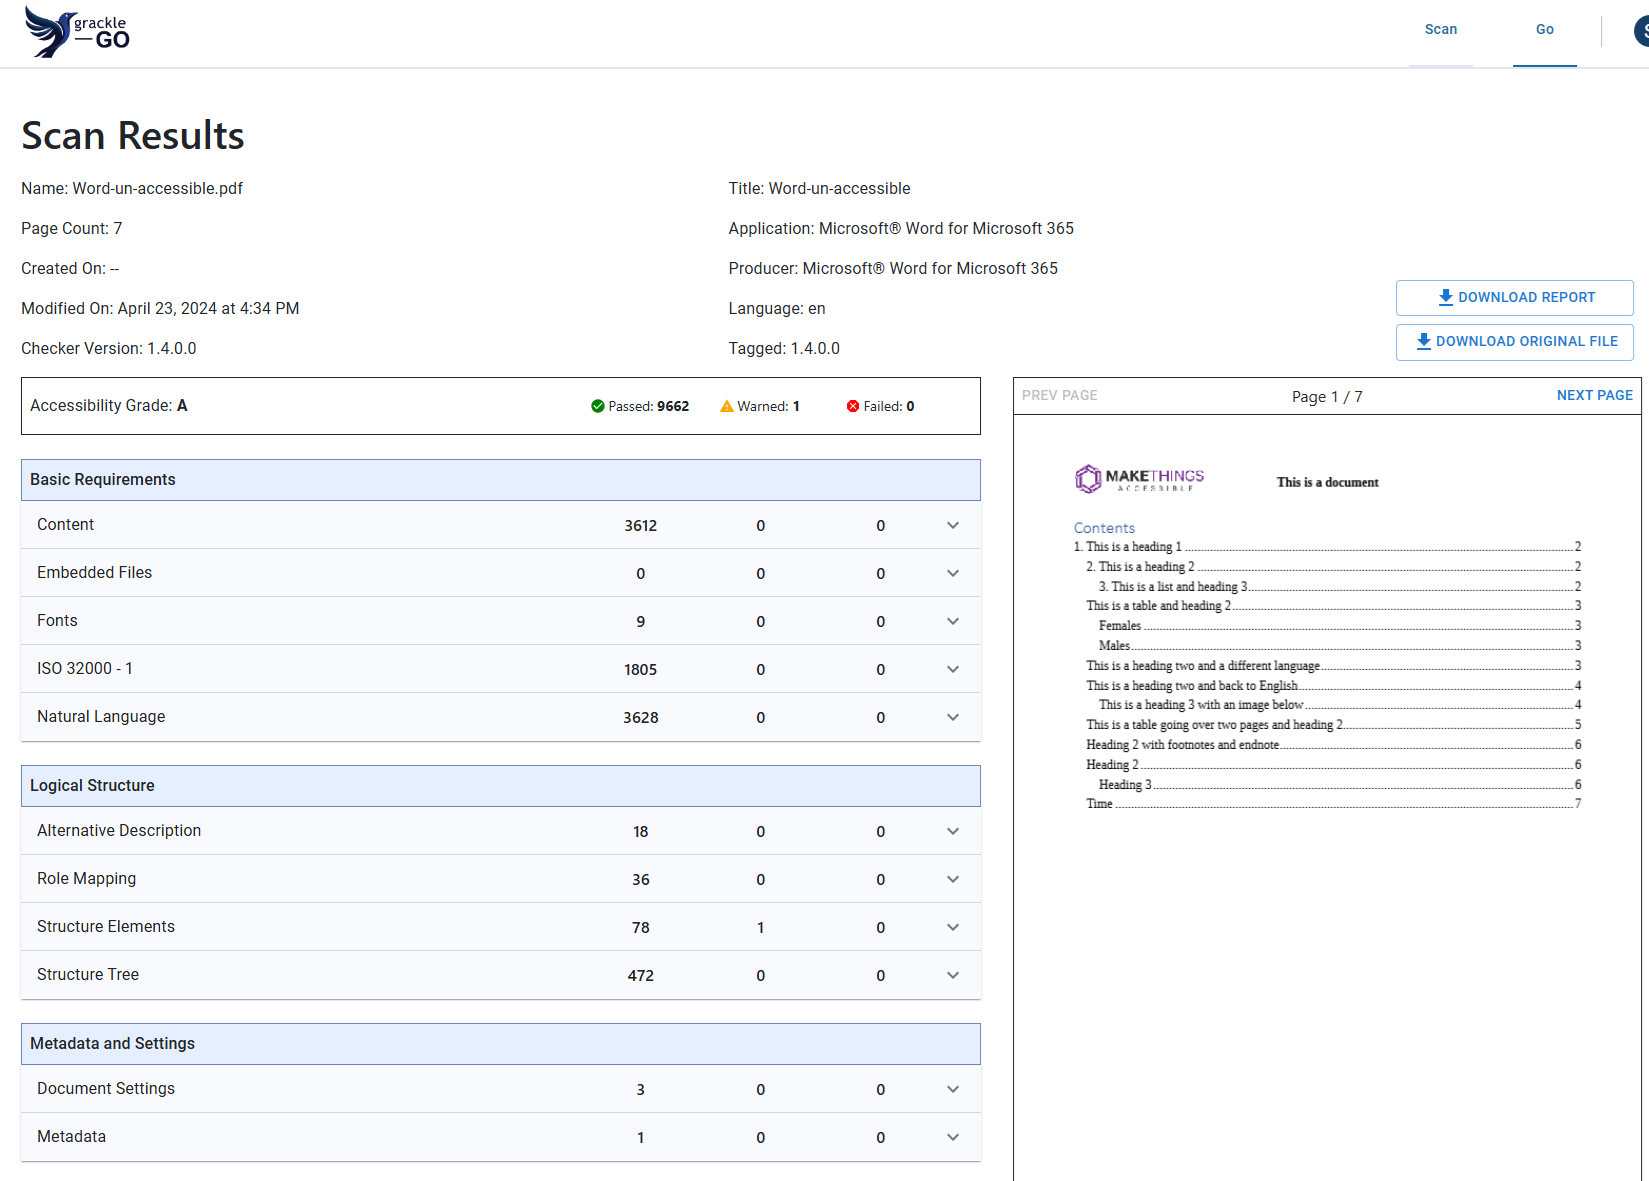 grackle
GO
Scan
Go
S
Scan Results
Name: Word-un-accessible.pdf
Title: Word-un-accessible
Page Count: 7
Application: Microsoft® Word for Microsoft 365
Created On: --
Producer: Microsoft® Word for Microsoft 365
Modified On: April 23, 2024 at 4:34 PM
Language: en
Checker Version: 1.4.0.0
Tagged: 1.4.0.0
DOWNLOAD REPORT
DOWNLOAD ORIGINAL FILE
Accessibility Grade: A
Passed: 9662
Warned: 1
Failed: 0
Basic Requirements
Content 3612 0 0
Embedded Files 0 0 0
Fonts 9 0 0
ISO 32000 - 1 1805 0 0
Natural Language 3628 0 0
Logical Structure
Alternative Description 18 0 0
Role Mapping 36 0 0
Structure Elements 78 1 0
Structure Tree 472 0 0
Metadata and Settings
Document Settings 3 0 0
Metadata 1 0 0
PREV PAGE
Page 1 / 7
NEXT PAGE
MAKETHINGS
ACCESSIBLE
This is a document
Contents
1. This is a heading 1 2
2. This is a heading 2 2
3. This is a list and heading 3 2
This is a table and heading 2 3
Females 3
Males 3
This is a heading two and a different language 3
This is a heading two and back to English 4
This is a heading 3 with an image below 4
This is a table going over two pages and heading 2 5
Heading 2 with footnotes and endnote 6
Heading 2 6
Heading 3 6
Time 7